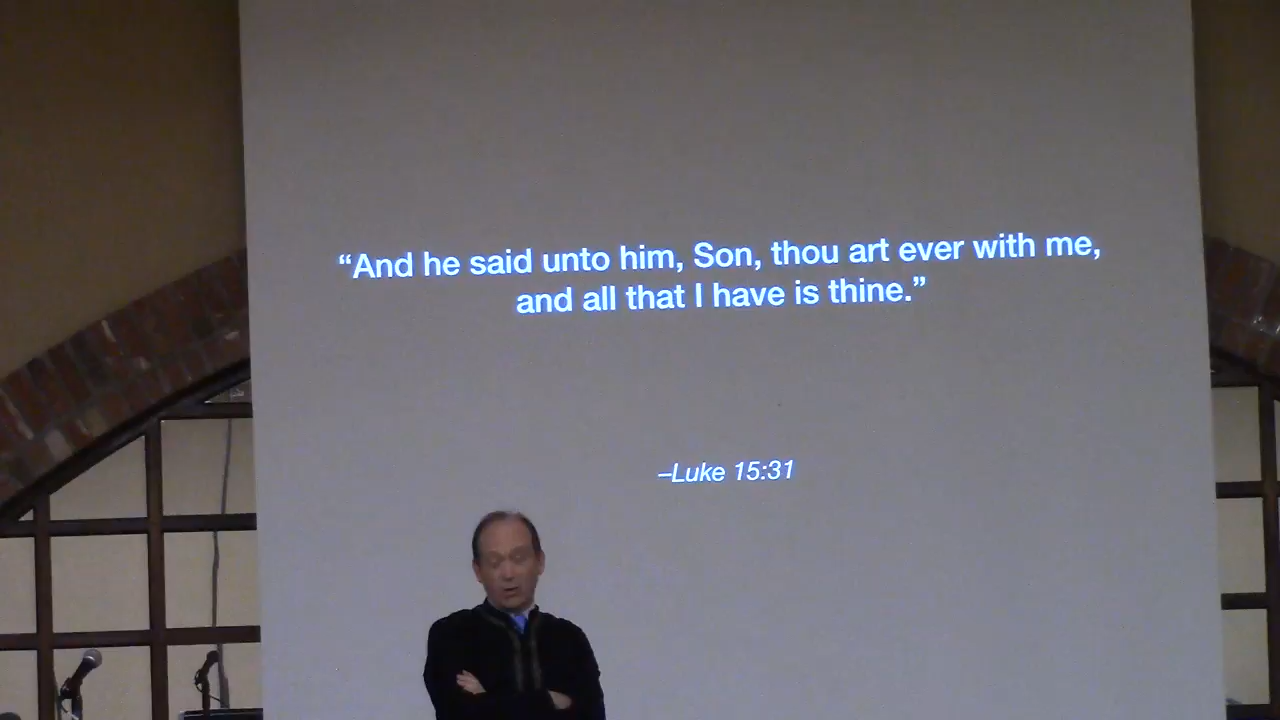 “And he said unto him, Son, thou art ever with me,
and all that I have is thine.”
–Luke 15:31